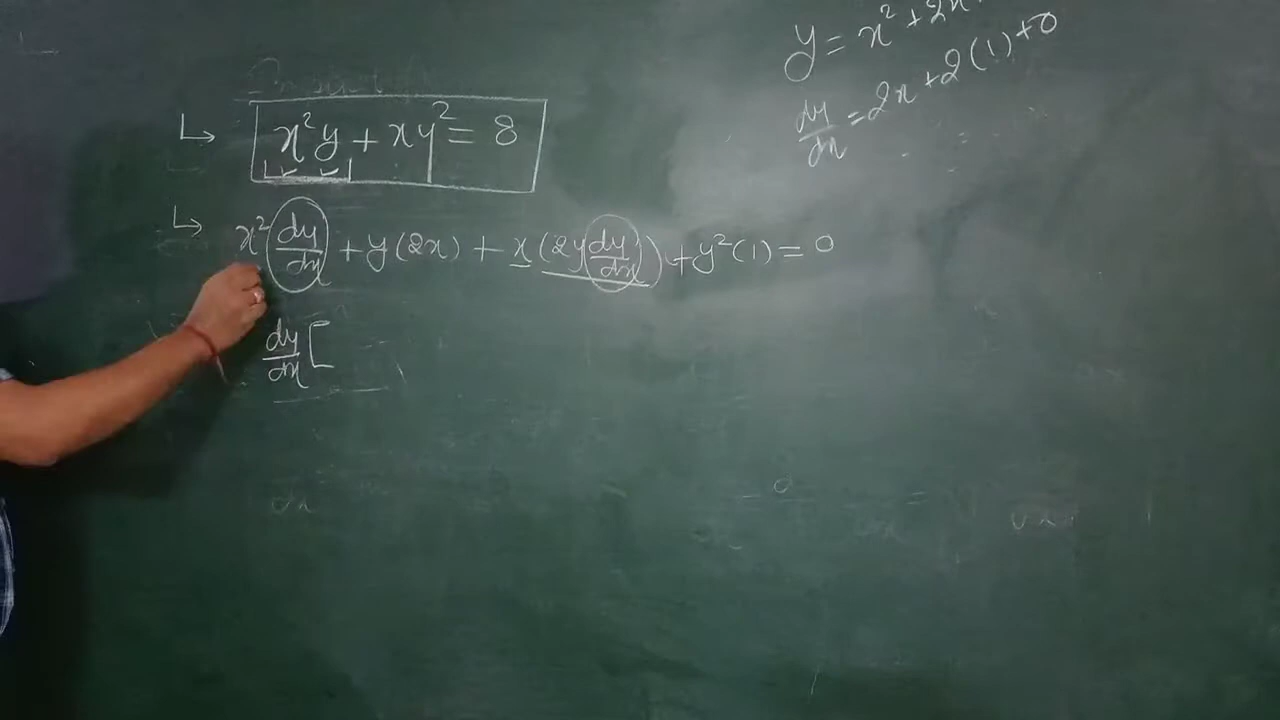 x²y + xy² = 8
x² dy/dx + y(2x) + x(2y dy/dx) + y²(1) = 0
dy/dx [
y = x² + 2x
dy/dx = 2x + 2(1) + 0